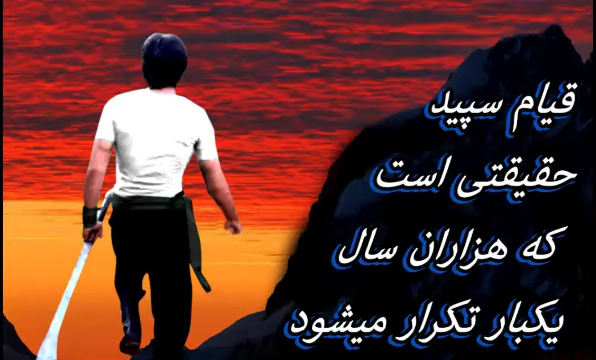 قیام سپید
حقیقتی است
که هزاران سال
یکبار تکرار میشود